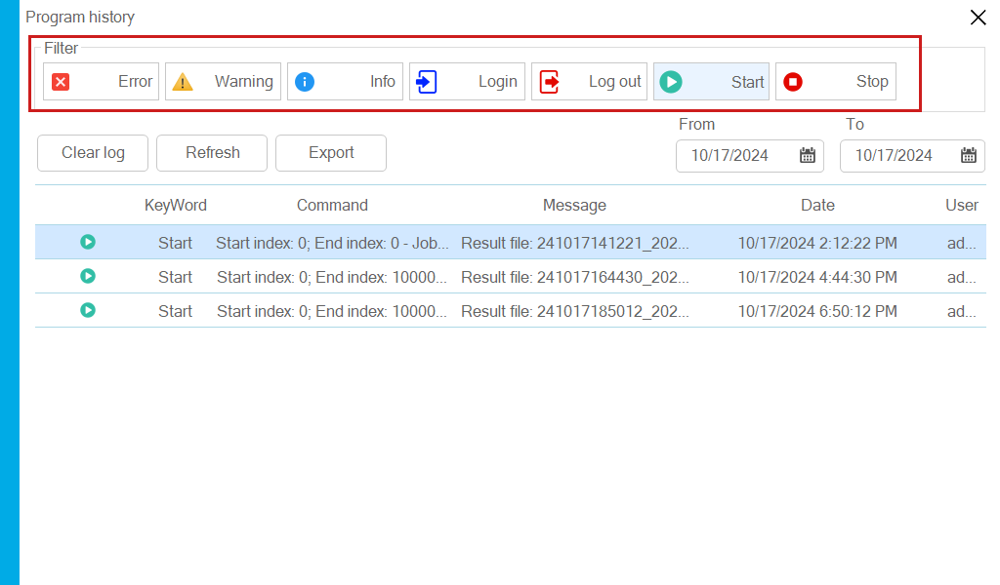 Program history
Filter
Error Warning Info Login Log out Start Stop
From To
Clear log Refresh Export 10/17/2024 10/17/2024
KeyWord Command Message Date User
Start Start index: 0; End index: 0 - Job... Result file: 241017141221_202... 10/17/2024 2:12:22 PM ad...
Start Start index: 0; End index: 10000... Result file: 241017164430_202... 10/17/2024 4:44:30 PM ad...
Start Start index: 0; End index: 10000... Result file: 241017185012_202... 10/17/2024 6:50:12 PM ad...